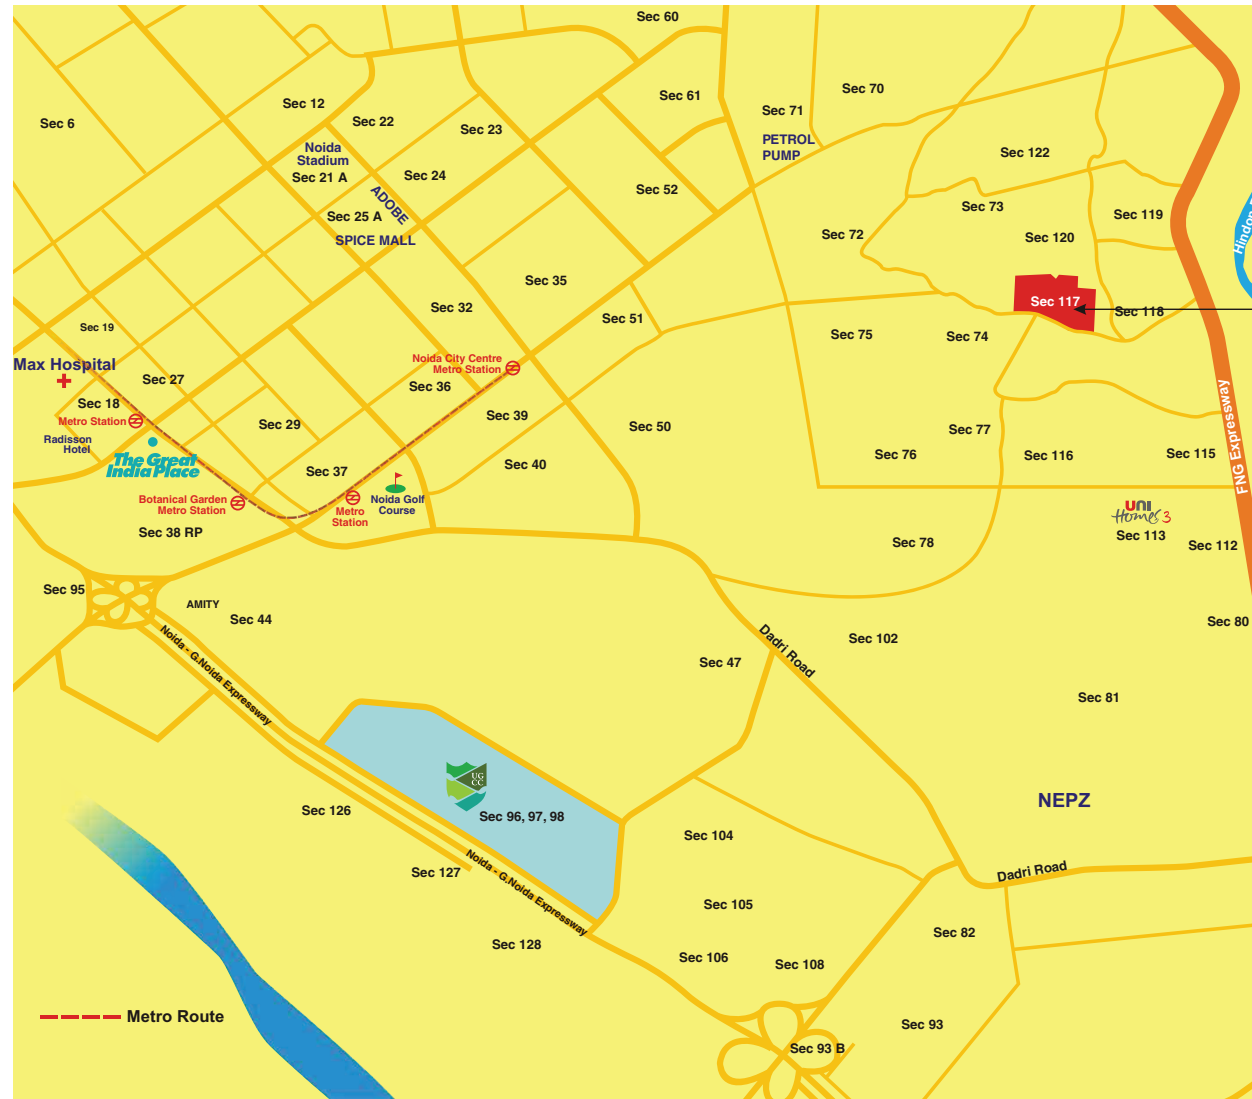 Sec 60
Sec 61
Sec 70
Sec 71
Sec 12
Sec 22
Sec 23
Sec 6
PETROL
PUMP
Noida
Stadium
Sec 21 A
Sec 24
Sec 122
Sec 52
ADOBE
Sec 25 A
SPICE MALL
Sec 73
Sec 119
Sec 72
Sec 120
Hindon
Sec 35
Sec 32
Sec 51
Sec 117
Sec 118
Sec 19
Sec 75
Sec 74
Max Hospital
Noida City Centre
Metro Station
Sec 27
Sec 36
Sec 18
Metro Station
Radisson
Hotel
Sec 29
Sec 39
Sec 50
Sec 77
FNG Expressway
The Great
India Place
Sec 37
Sec 40
Sec 76
Sec 116
Sec 115
Botanical Garden
Metro Station
Metro
Station
Noida Golf
Course
UNI
Homes 3
Sec 38 RP
Sec 78
Sec 113
Sec 112
Sec 95
AMITY
Sec 44
Sec 80
Noida - G.Noida Expressway
Dadri Road
Sec 102
Sec 47
Sec 81
UG
CC
Sec 96, 97, 98
NEPZ
Sec 126
Sec 104
Sec 127
Noida - G.Noida Expressway
Dadri Road
Sec 105
Sec 128
Sec 82
Sec 106
Sec 108
Metro Route
Sec 93
Sec 93 B